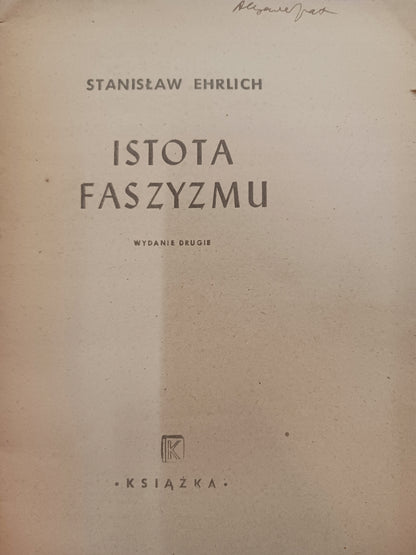 STANISŁAW EHRLICH
ISTOTA
FASZYZMU
WYDANIE DRUGIE
K
• KSIĄŻKA •